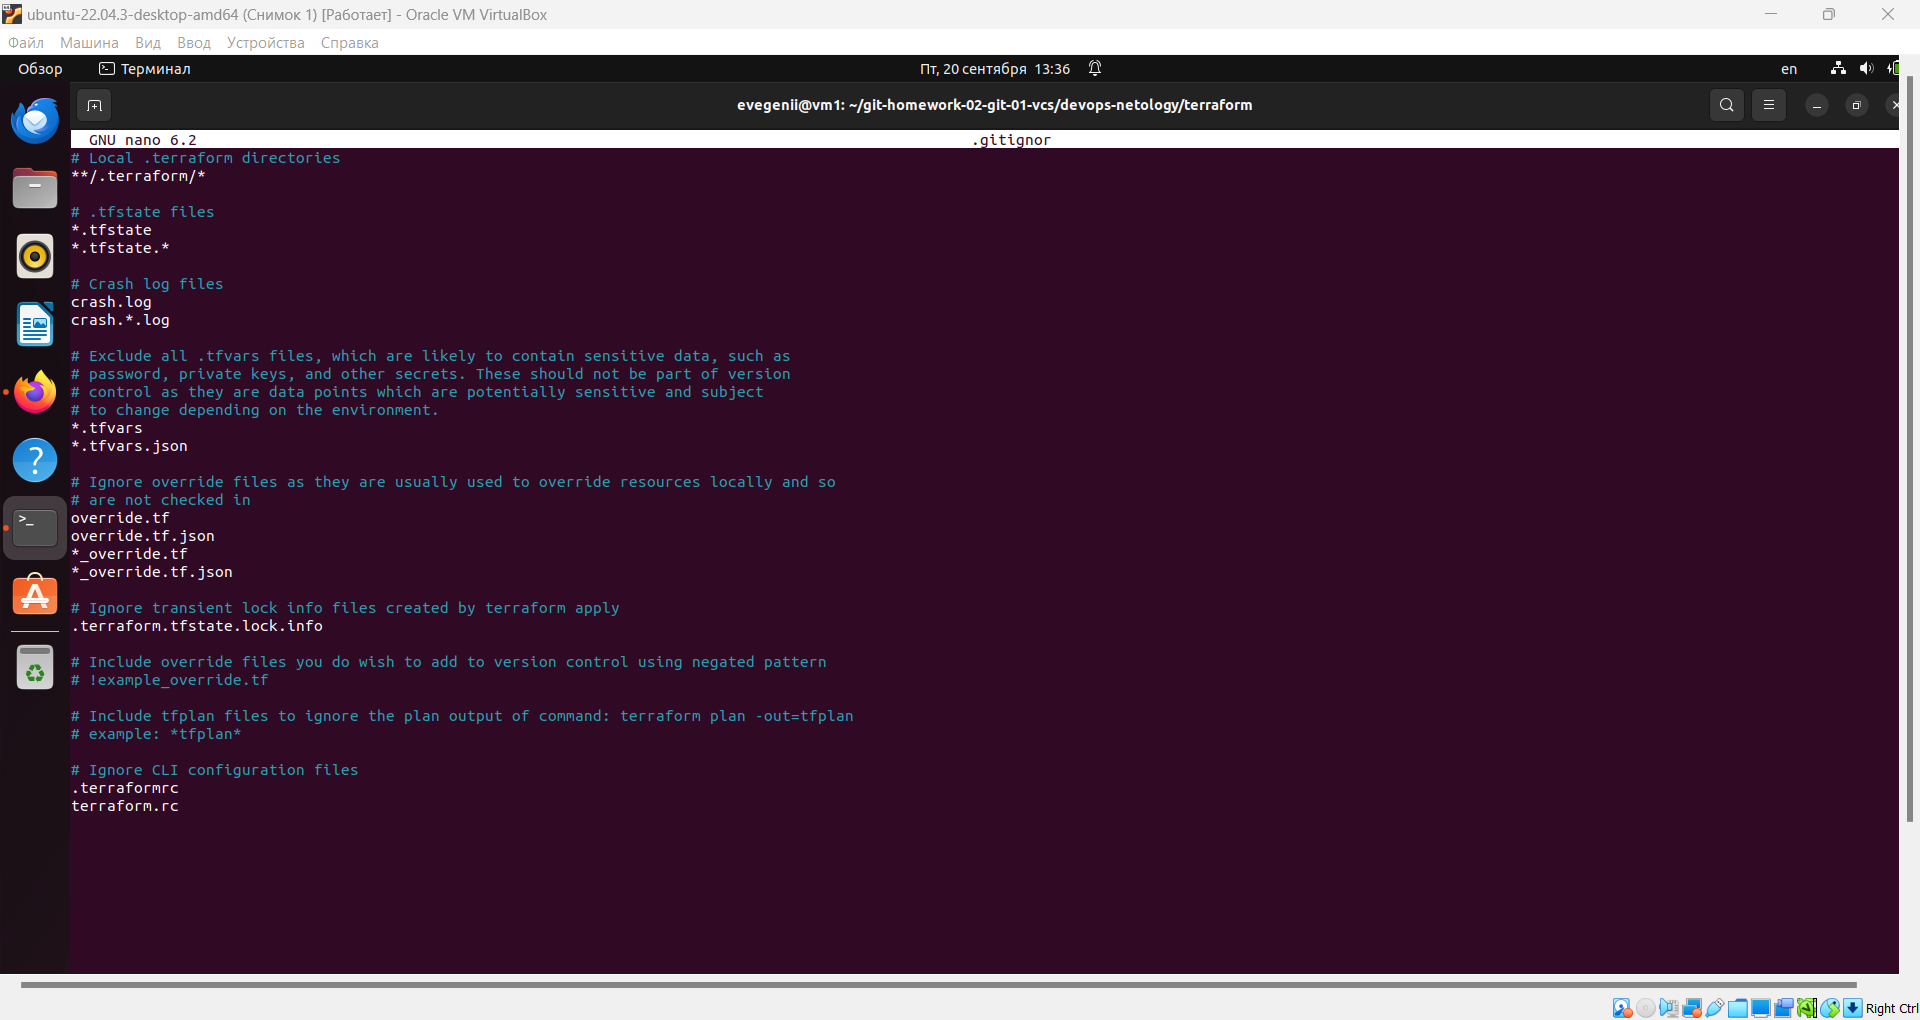 ubuntu-22.04.3-desktop-amd64 (Снимок 1) [Работает] - Oracle VM VirtualBox
Файл Машина Вид Ввод Устройства Справка
Обзор Терминал Пт, 20 сентября 13:36 en
evegenii@vm1: ~/git-homework-02-git-01-vcs/devops-netology/terraform
GNU nano 6.2 .gitignor
# Local .terraform directories
**/.terraform/*

# .tfstate files
*.tfstate
*.tfstate.*

# Crash log files
crash.log
crash.*.log

# Exclude all .tfvars files, which are likely to contain sensitive data, such as
# password, private keys, and other secrets. These should not be part of version
# control as they are data points which are potentially sensitive and subject
# to change depending on the environment.
*.tfvars
*.tfvars.json

# Ignore override files as they are usually used to override resources locally and so
# are not checked in
override.tf
override.tf.json
*_override.tf
*_override.tf.json

# Ignore transient lock info files created by terraform apply
.terraform.tfstate.lock.info

# Include override files you do wish to add to version control using negated pattern
# !example_override.tf

# Include tfplan files to ignore the plan output of command: terraform plan -out=tfplan
# example: *tfplan*

# Ignore CLI configuration files
.terraformrc
terraform.rc
Right Ctrl